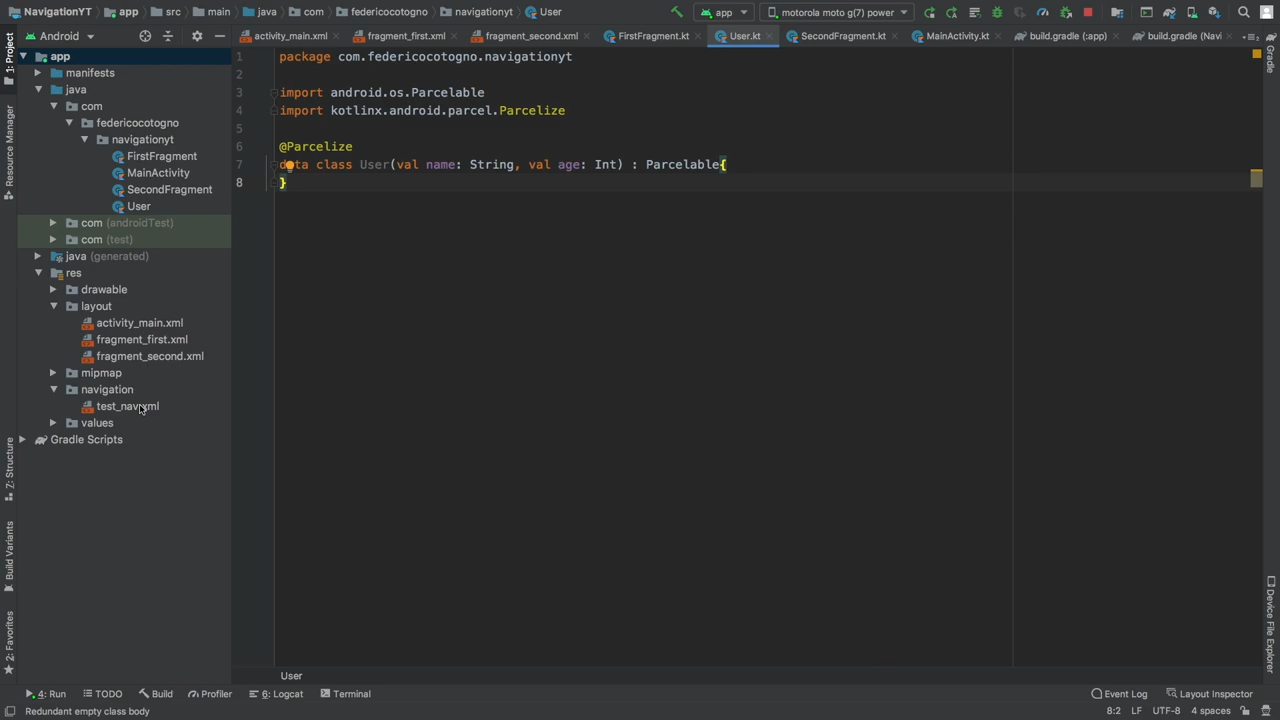 NavigationYT > app > src > main > java > com > federicocotogno > navigationyt > User
app
motorola moto g(7) power
Android
activity_main.xml
fragment_first.xml
fragment_second.xml
FirstFragment.kt
User.kt
SecondFragment.kt
MainActivity.kt
build.gradle (:app)
build.gradle (Navi
1: Project
Resource Manager
Z: Structure
Build Variants
2: Favorites
app
manifests
java
com
federicocotogno
navigationyt
FirstFragment
MainActivity
SecondFragment
User
com (androidTest)
com (test)
java (generated)
res
drawable
layout
activity_main.xml
fragment_first.xml
fragment_second.xml
mipmap
navigation
test_nav.xml
values
Gradle Scripts
1 package com.federicocotogno.navigationyt
2
3 import android.os.Parcelable
4 import kotlinx.android.parcel.Parcelize
5
6 @Parcelize
7 data class User(val name: String, val age: Int) : Parcelable{
8 }
Gradle
Device File Explorer
User
4: Run
TODO
Build
Profiler
6: Logcat
Terminal
Event Log
Layout Inspector
Redundant empty class body
8:2 LF UTF-8 4 spaces